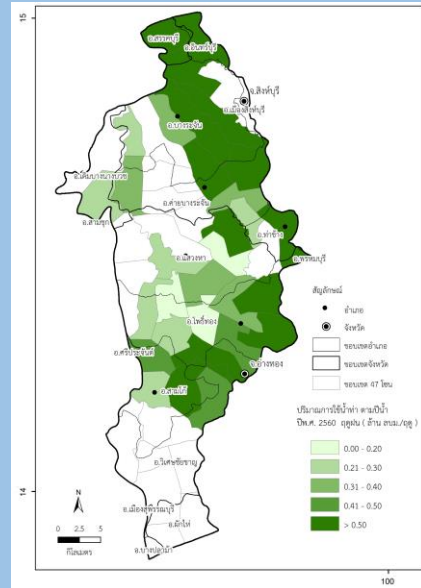 15
อ.สรรคบุรี
อ.อินทร์บุรี
จ.สิงห์บุรี
อ.เมืองสิงห์บุรี
อ.บางระจัน
อ.เดิมบางนางบวช
อ.ค่ายบางระจัน
อ.สามชุก
อ.ท่าช้าง
อ.พรหมบุรี
อ.แสวงหา
สัญลักษณ์
อำเภอ
จังหวัด
อ.โพธิ์ทอง
ขอบเขตอำเภอ
อ.ศรีประจันต์
ขอบเขตจังหวัด
จ.อ่างทอง
ขอบเขต 47 โซน
อ.สามโก้
ปริมาณการใช้น้ำท่า ตามปีน้ำ
ปีพ.ศ. 2560 ฤดูฝน ( ล้าน ลบม./ฤดู )
0.00 - 0.20
0.21 - 0.30
อ.วิเศษชัยชาญ
0.31 - 0.40
14
0.41 - 0.50
N
อ.เมืองสุพรรณบุรี
> 0.50
0 2.5 5
อ.ผักไห่
กิโลเมตร
อ.บางปลาม้า
100